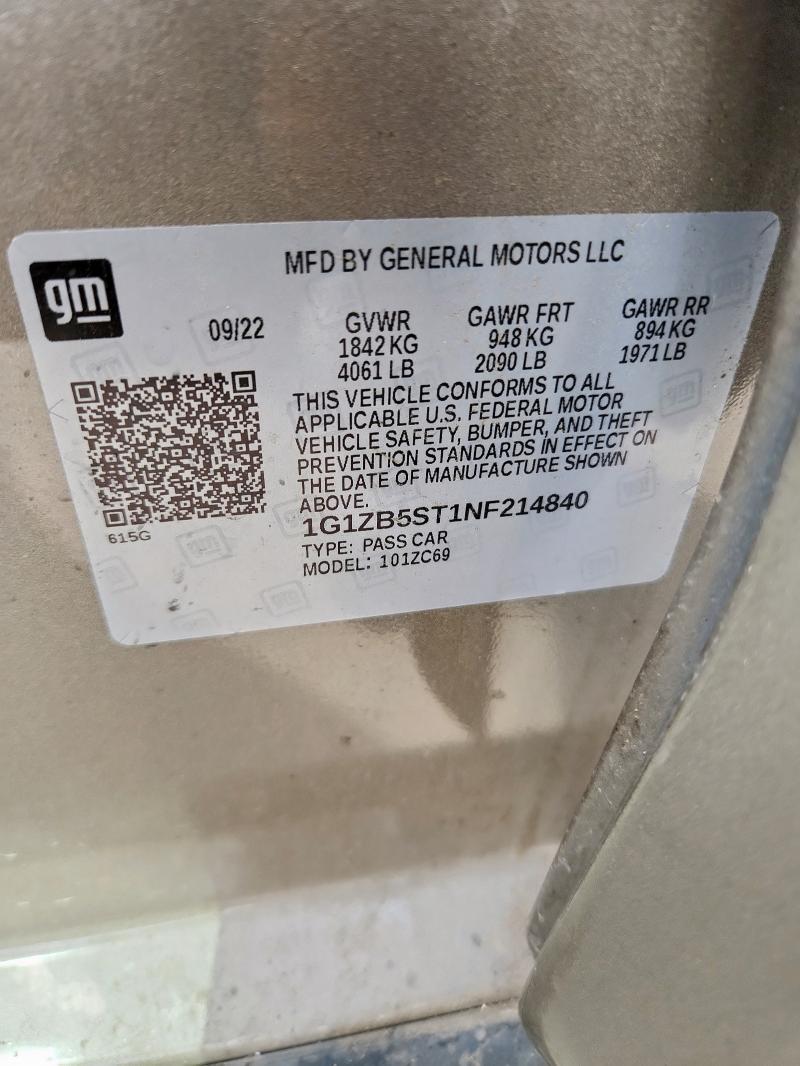 gm
MFD BY GENERAL MOTORS LLC
09/22
GVWR
1842 KG
4061 LB
GAWR FRT
948 KG
2090 LB
GAWR RR
894 KG
1971 LB
THIS VEHICLE CONFORMS TO ALL
APPLICABLE U.S. FEDERAL MOTOR
VEHICLE SAFETY, BUMPER, AND THEFT
PREVENTION STANDARDS IN EFFECT ON
THE DATE OF MANUFACTURE SHOWN
ABOVE.
1G1ZB5ST1NF214840
TYPE: PASS CAR
MODEL: 101ZC69
615G